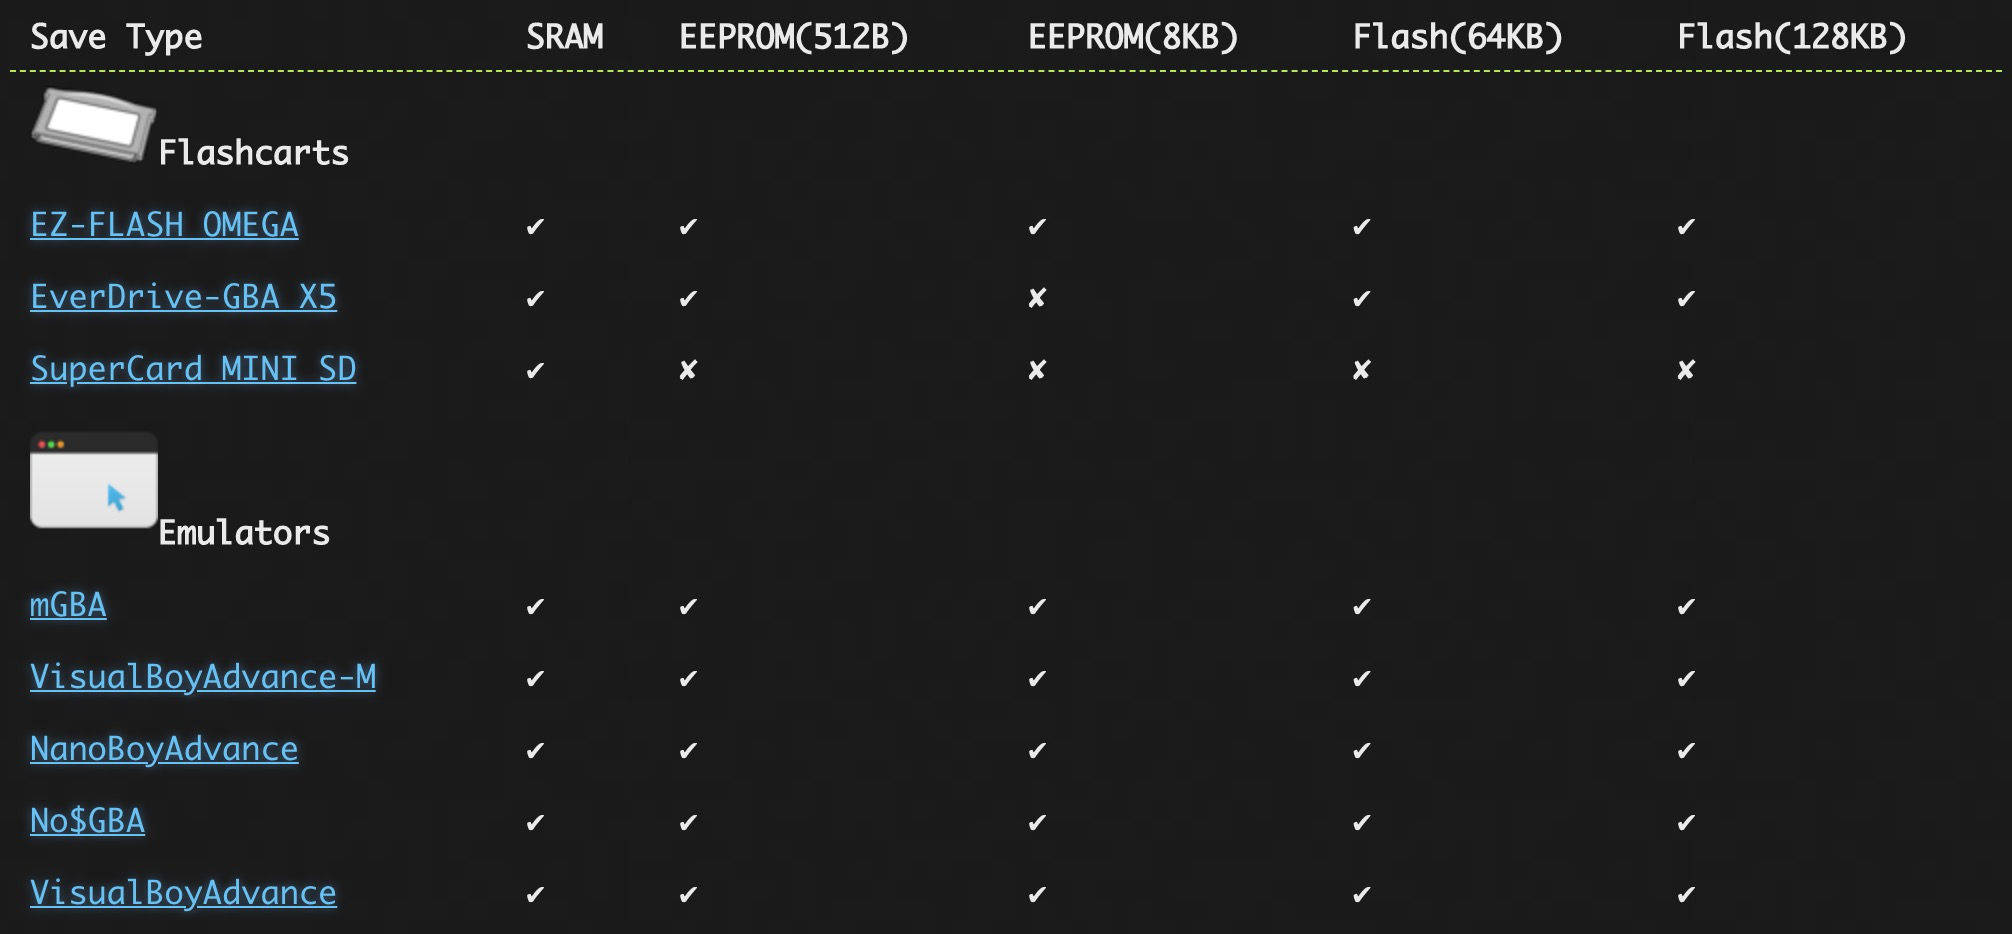 Save Type SRAM EEPROM(512B) EEPROM(8KB) Flash(64KB) Flash(128KB)
Flashcarts
EZ-FLASH OMEGA ✔ ✔ ✔ ✔ ✔
EverDrive-GBA X5 ✔ ✔ ✘ ✔ ✔
SuperCard MINI SD ✔ ✘ ✘ ✘ ✘
Emulators
mGBA ✔ ✔ ✔ ✔ ✔
VisualBoyAdvance-M ✔ ✔ ✔ ✔ ✔
NanoBoyAdvance ✔ ✔ ✔ ✔ ✔
No$GBA ✔ ✔ ✔ ✔ ✔
VisualBoyAdvance ✔ ✔ ✔ ✔ ✔